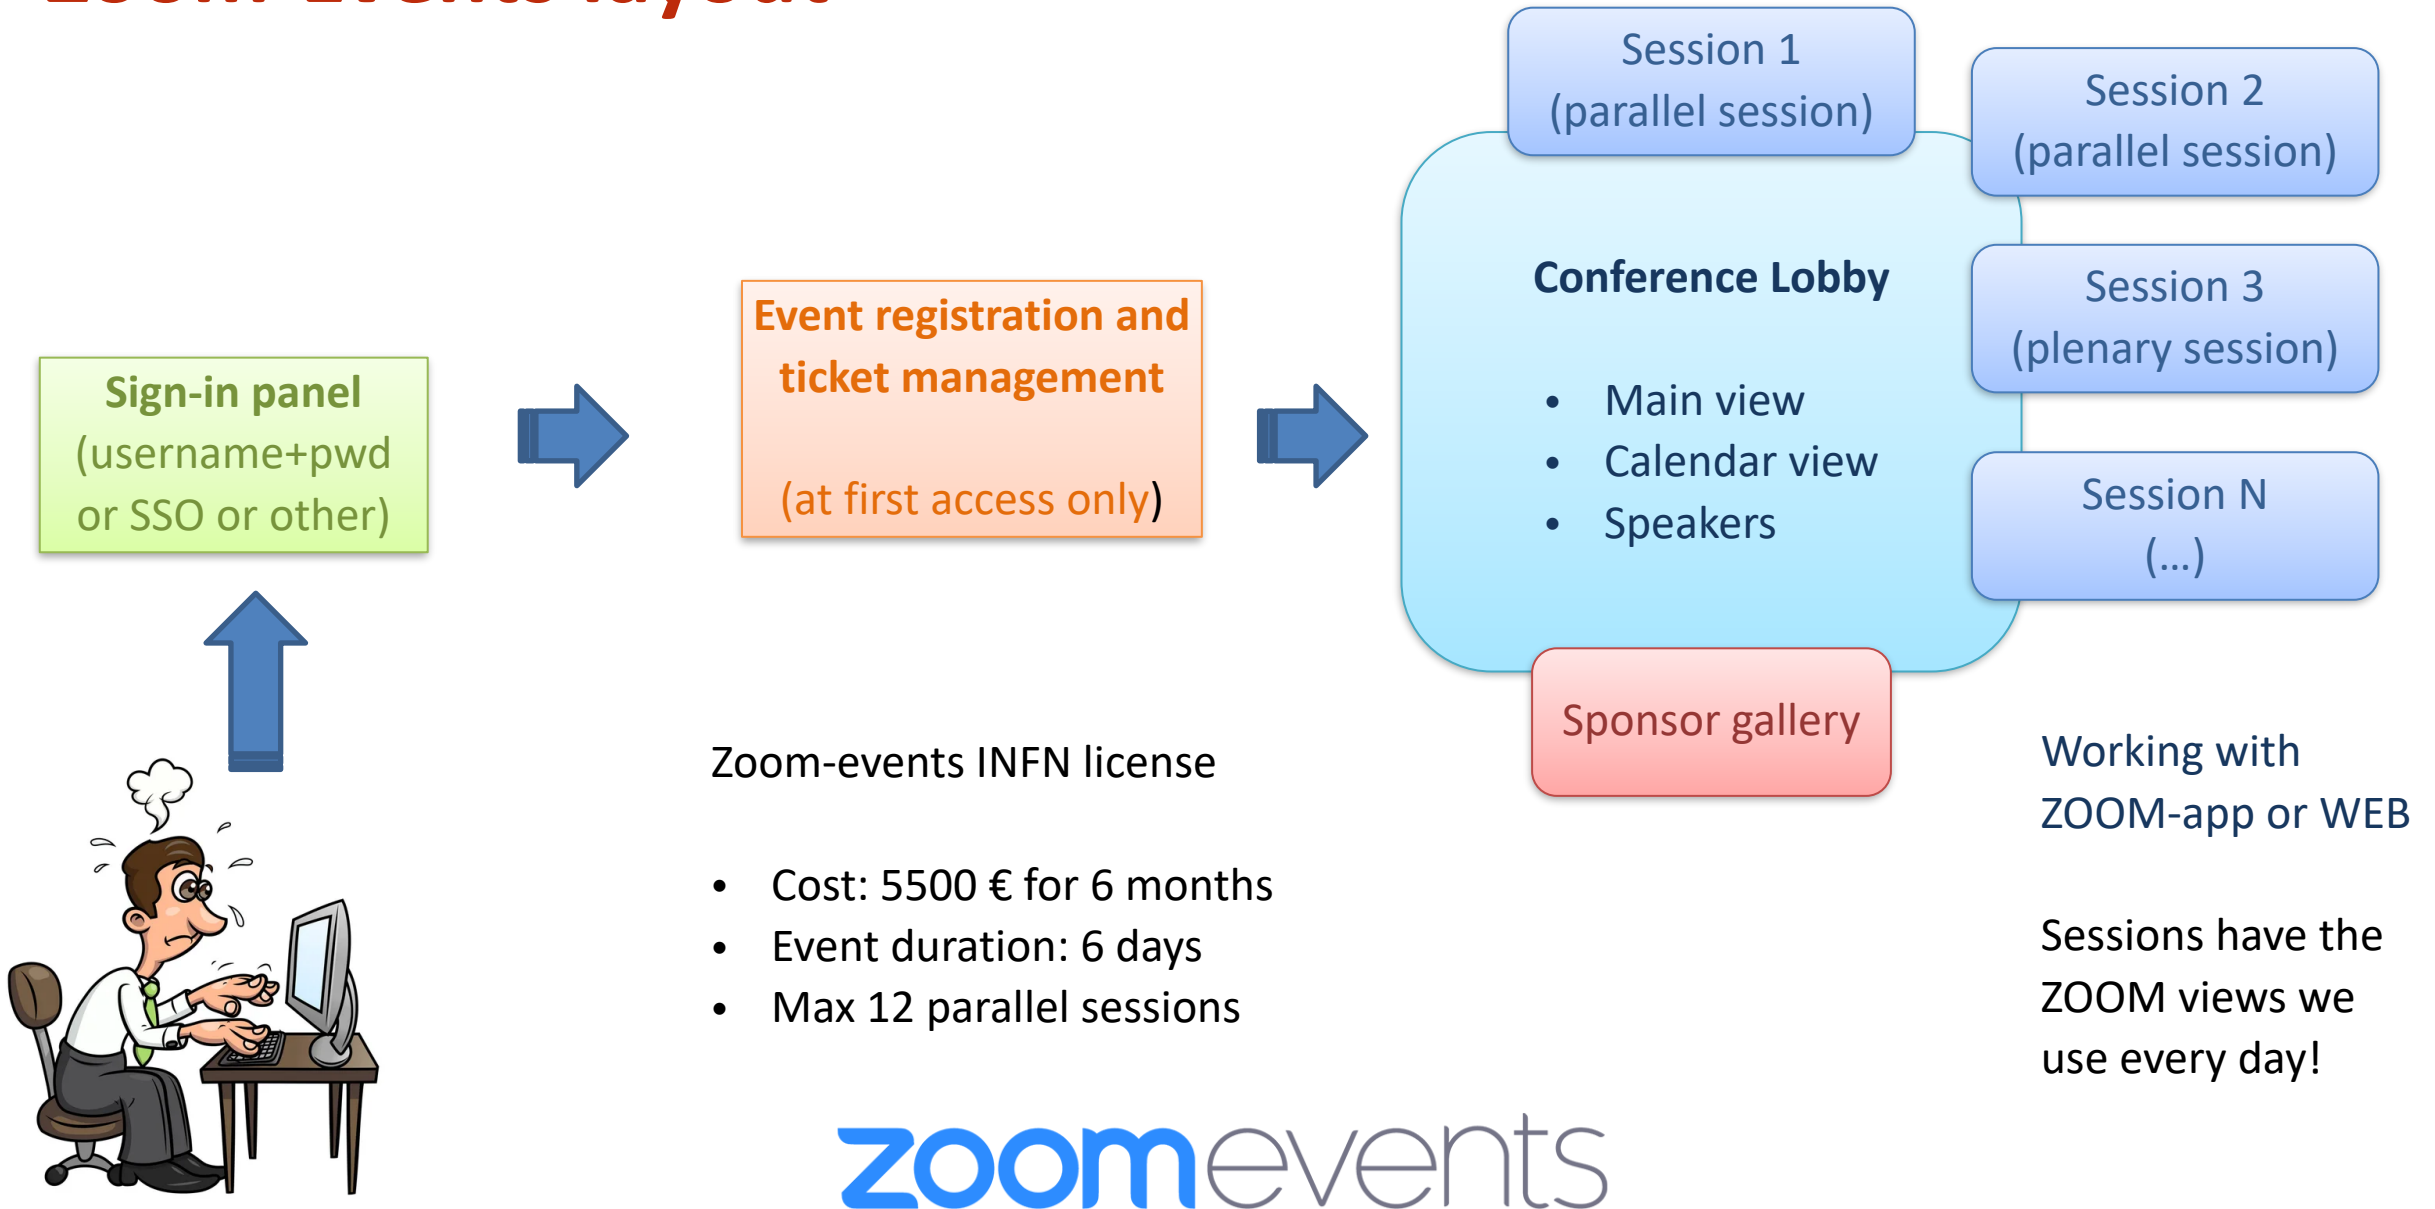 Zoom-Events layout
Sign-in panel
(username+pwd
or SSO or other)
Event registration and
ticket management
(at first access only)
Session 1
(parallel session)
Session 2
(parallel session)
Session 3
(plenary session)
Session N
(...)
Conference Lobby
• Main view
• Calendar view
• Speakers
Sponsor gallery
Zoom-events INFN license
• Cost: 5500 € for 6 months
• Event duration: 6 days
• Max 12 parallel sessions
Working with
ZOOM-app or WEB
Sessions have the
ZOOM views we
use every day!
zoomevents